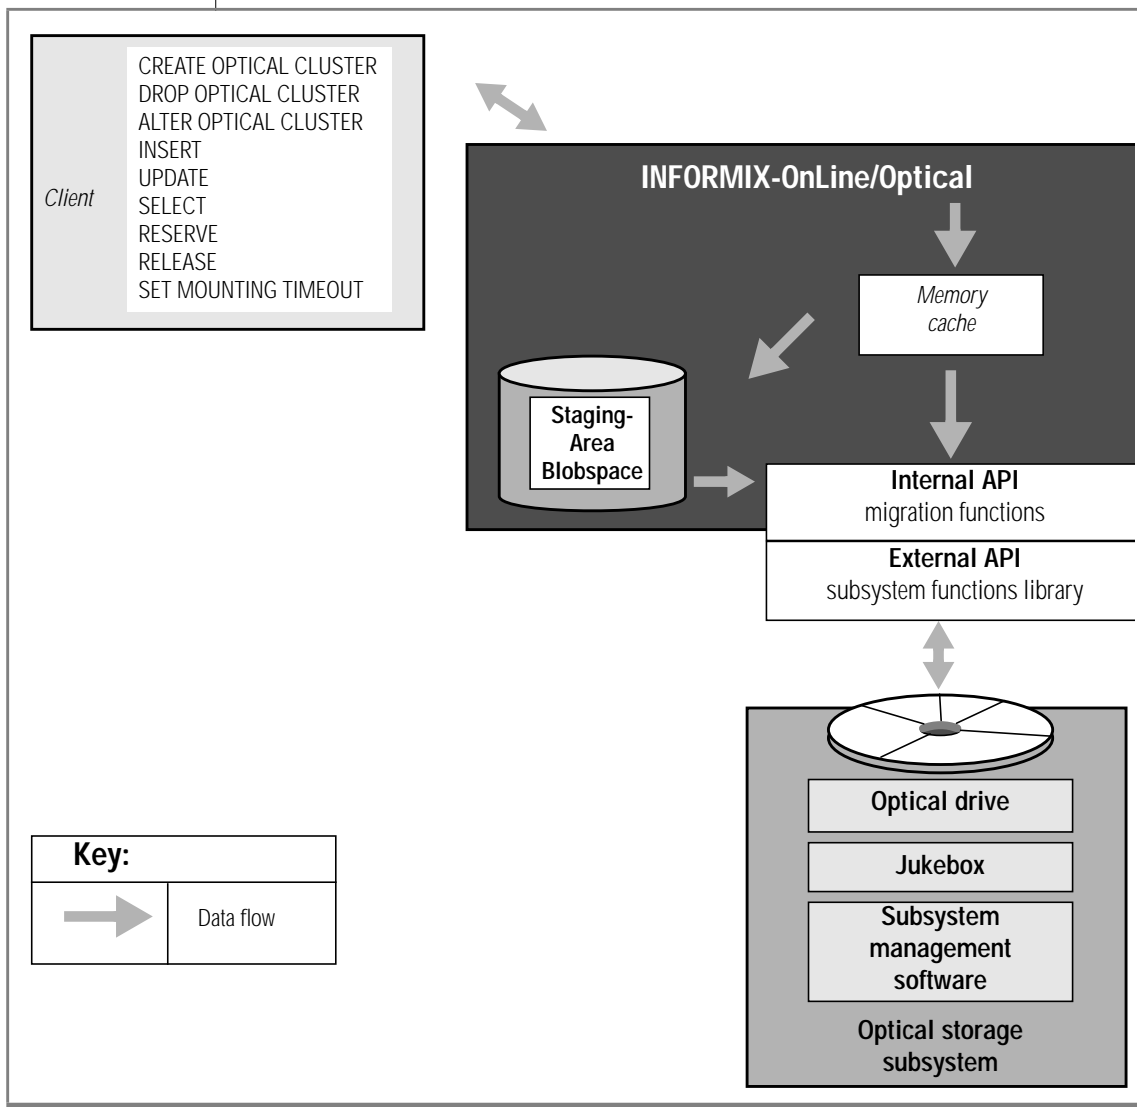 CREATE OPTICAL CLUSTER
DROP OPTICAL CLUSTER
ALTER OPTICAL CLUSTER
INSERT
UPDATE
SELECT
RESERVE
RELEASE
SET MOUNTING TIMEOUT
Client
INFORMIX-OnLine/Optical
Memory
cache
Staging-
Area
Blobspace
Internal API
migration functions
External API
subsystem functions library
Optical drive
Jukebox
Subsystem
management
software
Optical storage
subsystem
Key:
Data flow